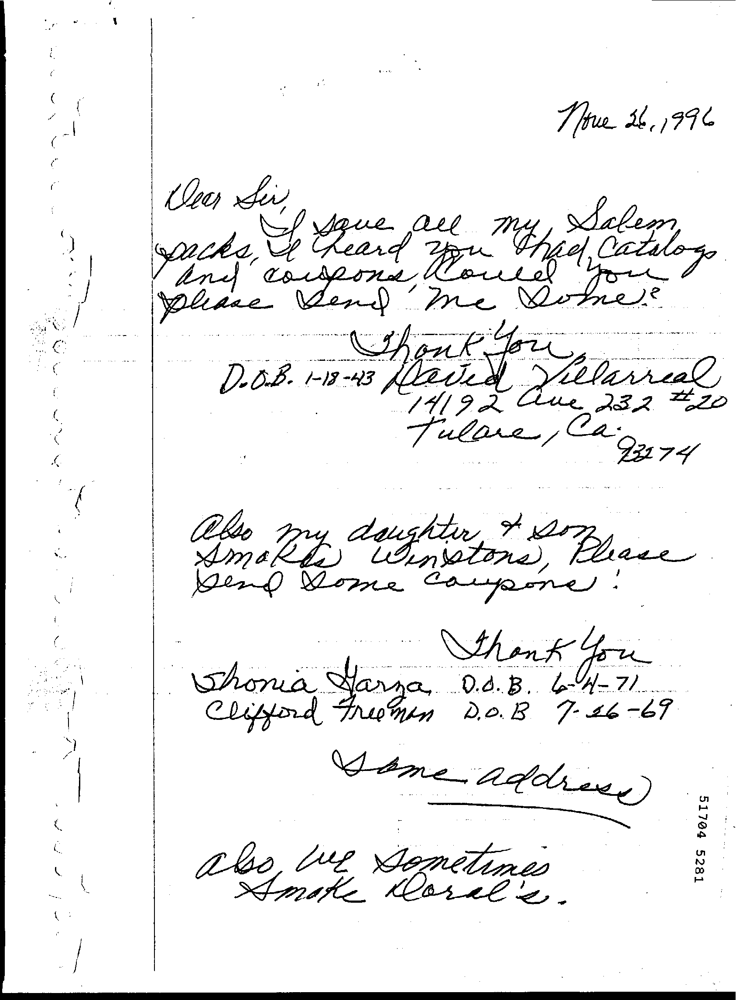 Nove 26, 1996
Dear Sir,
I save all my Salem
packs, I heard you had catalogs
and coupons, Could you
please send me some?
Thank You,
D.O.B. 1-18-43 David Villarreal
14192 Ave 232 #20
Tulare, Ca.
93274
Also my daughter & son
smokes Winstons, Please
send some coupons!
Thank You
Shonia Garza D.O.B. 6-4-71
Clifford Freeman D.O.B 7-26-69
Same address
also we sometimes
smoke Doral's.
51704 5281